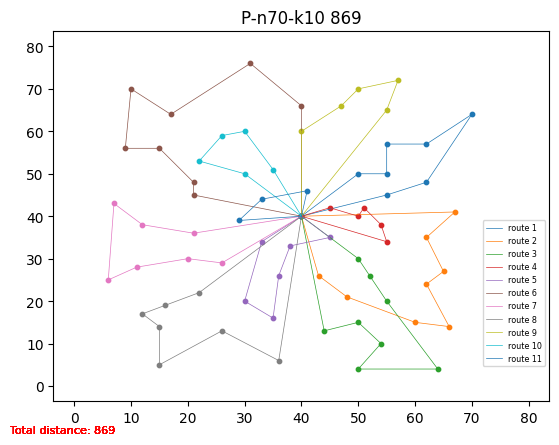 P-n70-k10 869
80
70
60
50
40
30
20
10
0
0 10 20 30 40 50 60 70 80
route 1
route 2
route 3
route 4
route 5
route 6
route 7
route 8
route 9
route 10
route 11
Total distance: 869